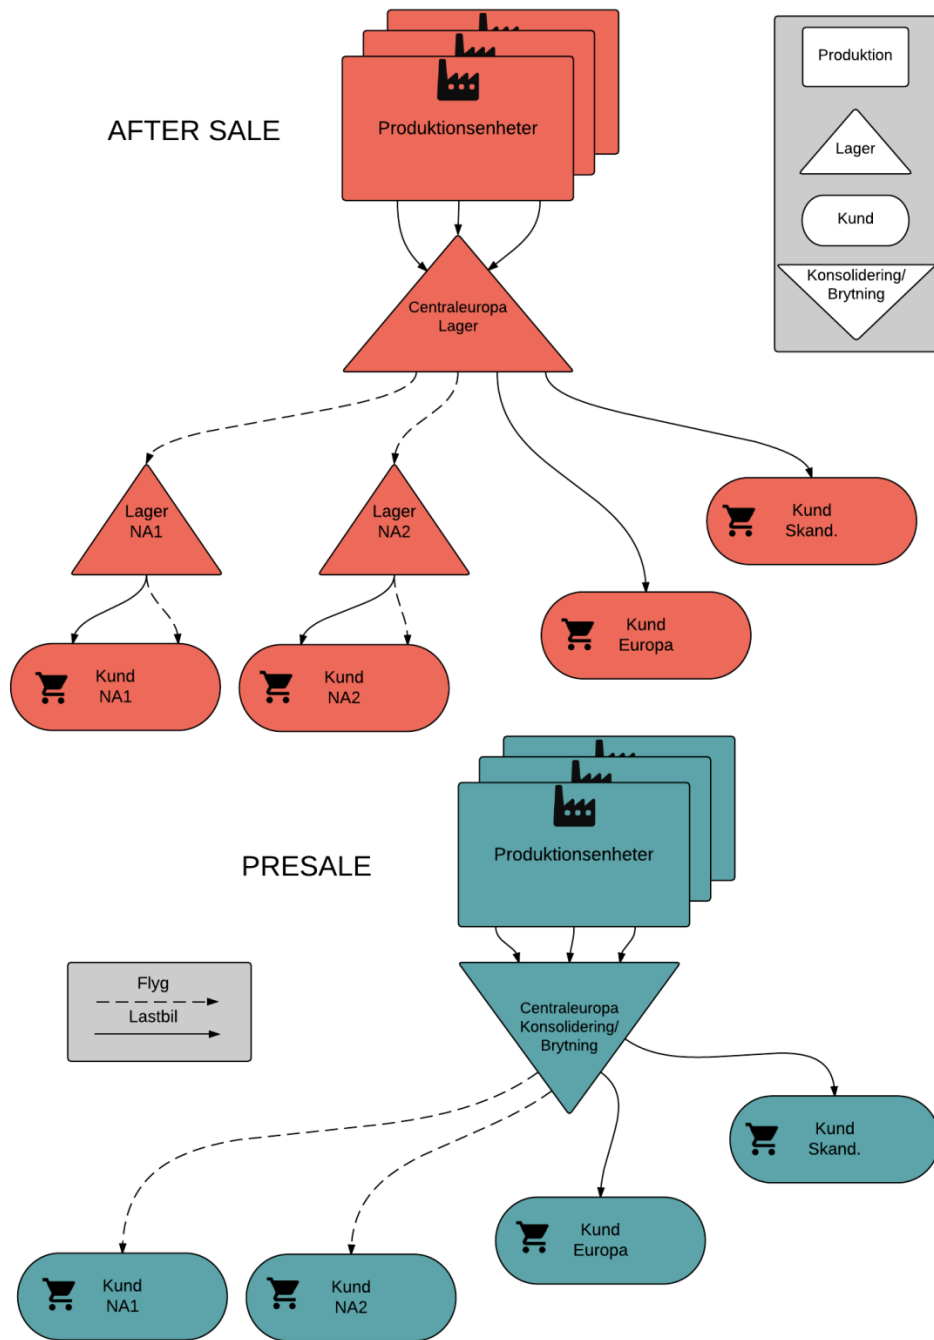 AFTER SALE
Produktionsenheter
Produktion
Lager
Kund
Konsolidering/
Brytning
Centraleuropa
Lager
Lager
NA1
Lager
NA2
Kund
Skand.
Kund
Europa
Kund
NA1
Kund
NA2
PRESALE
Produktionsenheter
Flyg
Lastbil
Centraleuropa
Konsolidering/
Brytning
Kund
Skand.
Kund
Europa
Kund
NA1
Kund
NA2